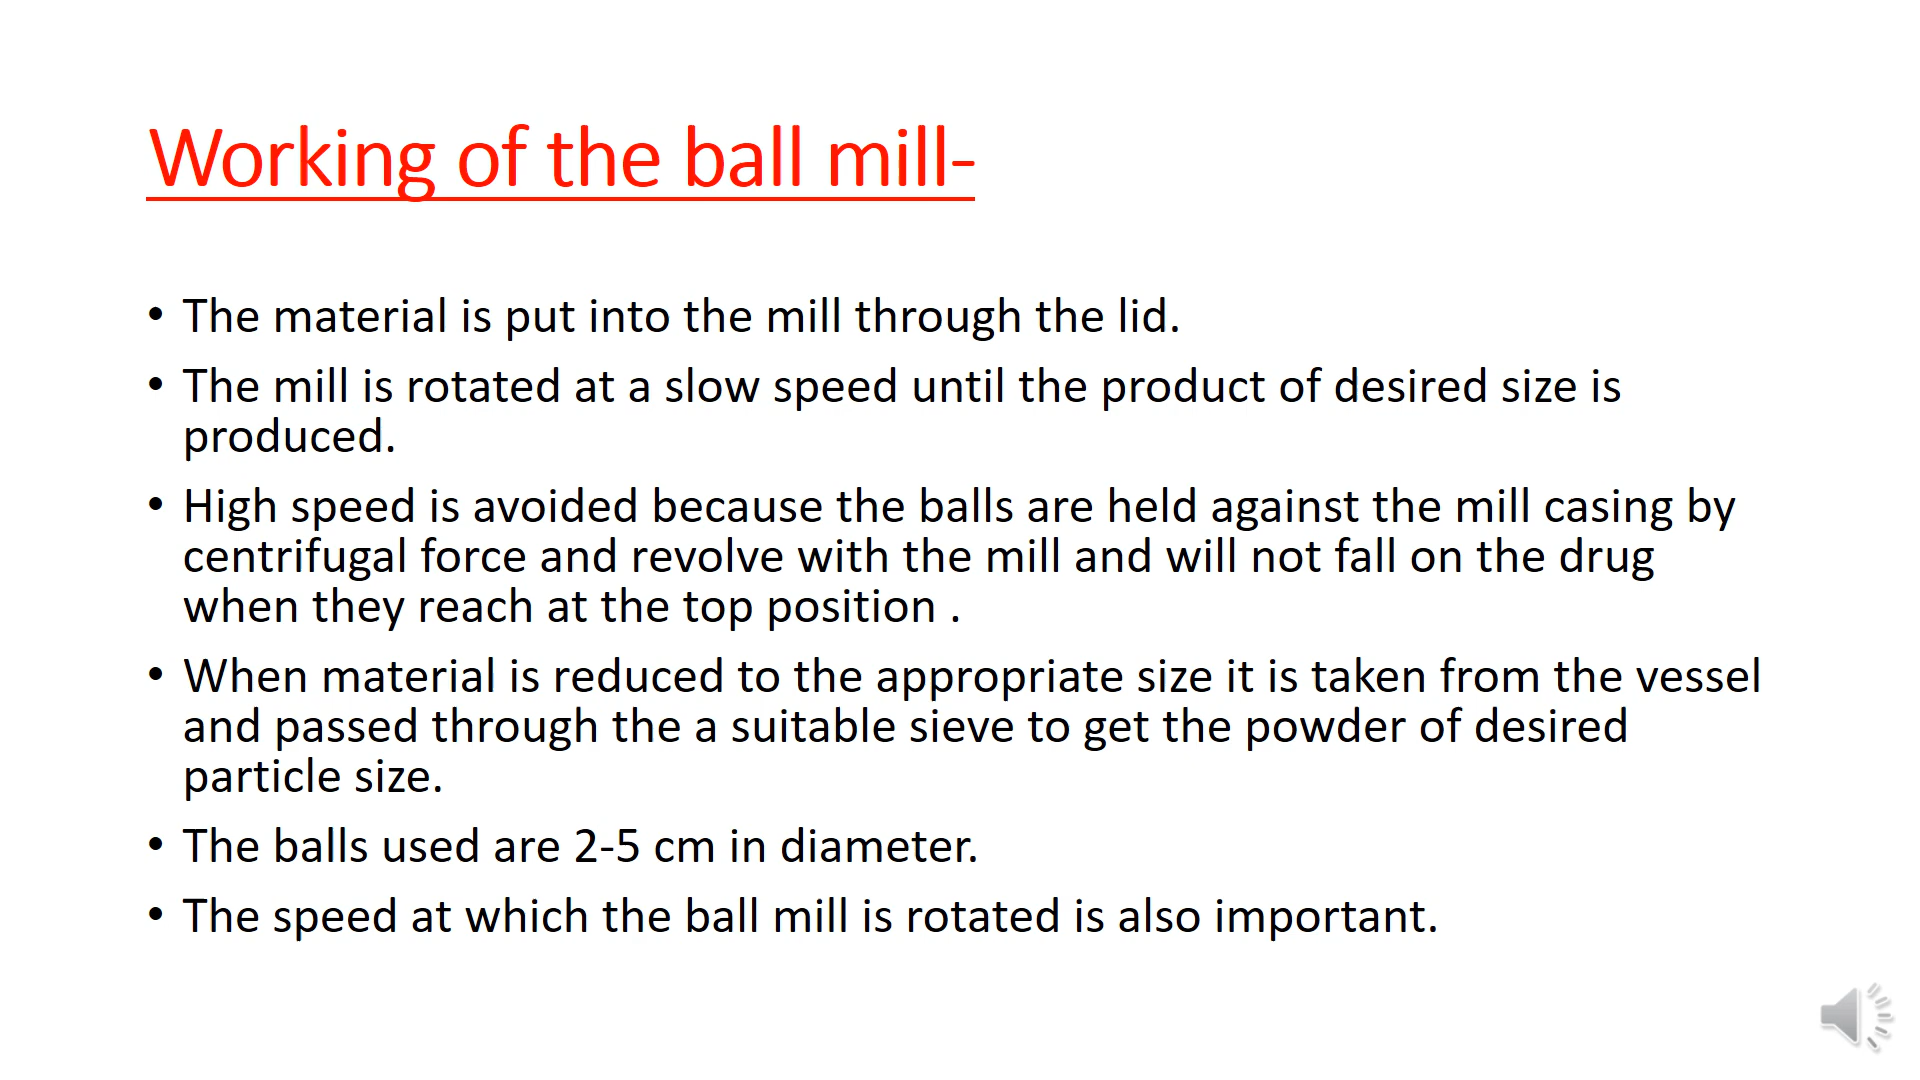 Working of the ball mill-
• The material is put into the mill through the lid.
• The mill is rotated at a slow speed until the product of desired size is
produced.
• High speed is avoided because the balls are held against the mill casing by
centrifugal force and revolve with the mill and will not fall on the drug
when they reach at the top position .
• When material is reduced to the appropriate size it is taken from the vessel
and passed through the a suitable sieve to get the powder of desired
particle size.
• The balls used are 2-5 cm in diameter.
• The speed at which the ball mill is rotated is also important.